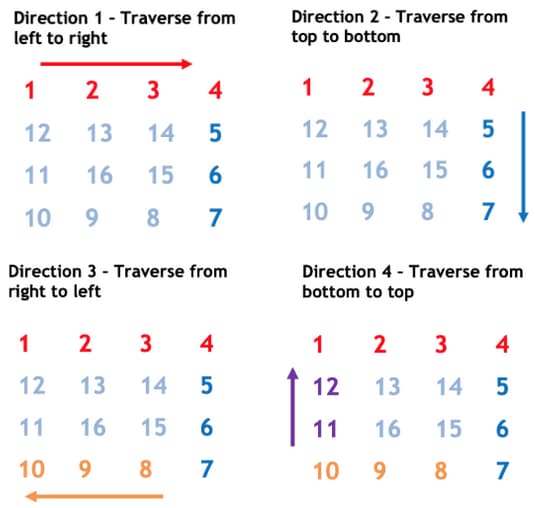 Direction 1 - Traverse from
left to right
1 2 3 4
12 13 14 5
11 16 15 6
10 9 8 7
Direction 2 - Traverse from
top to bottom
1 2 3 4
12 13 14 5
11 16 15 6
10 9 8 7
Direction 3 - Traverse from
right to left
1 2 3 4
12 13 14 5
11 16 15 6
10 9 8 7
Direction 4 - Traverse from
bottom to top
1 2 3 4
12 13 14 5
11 16 15 6
10 9 8 7